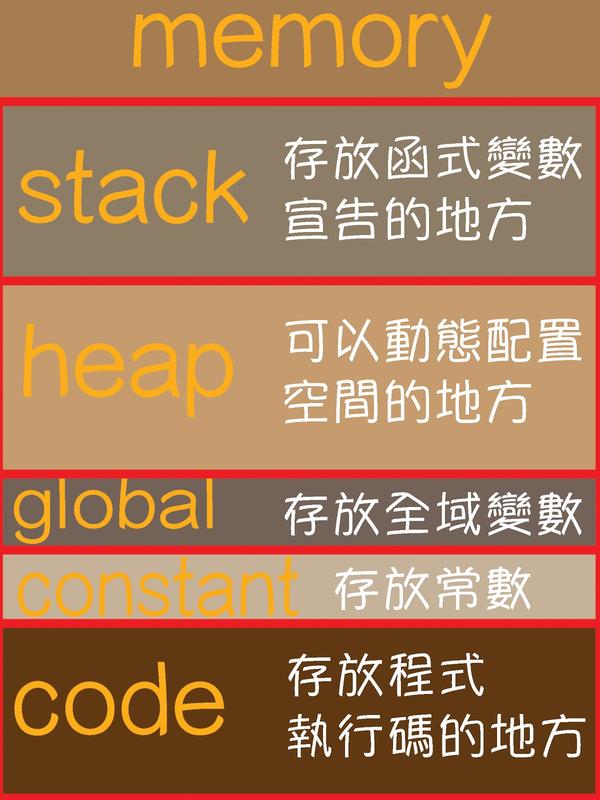 memory
stack
存放函式變數
宣告的地方
heap
可以動態配置
空間的地方
global
存放全域變數
constant
存放常數
code
存放程式
執行碼的地方